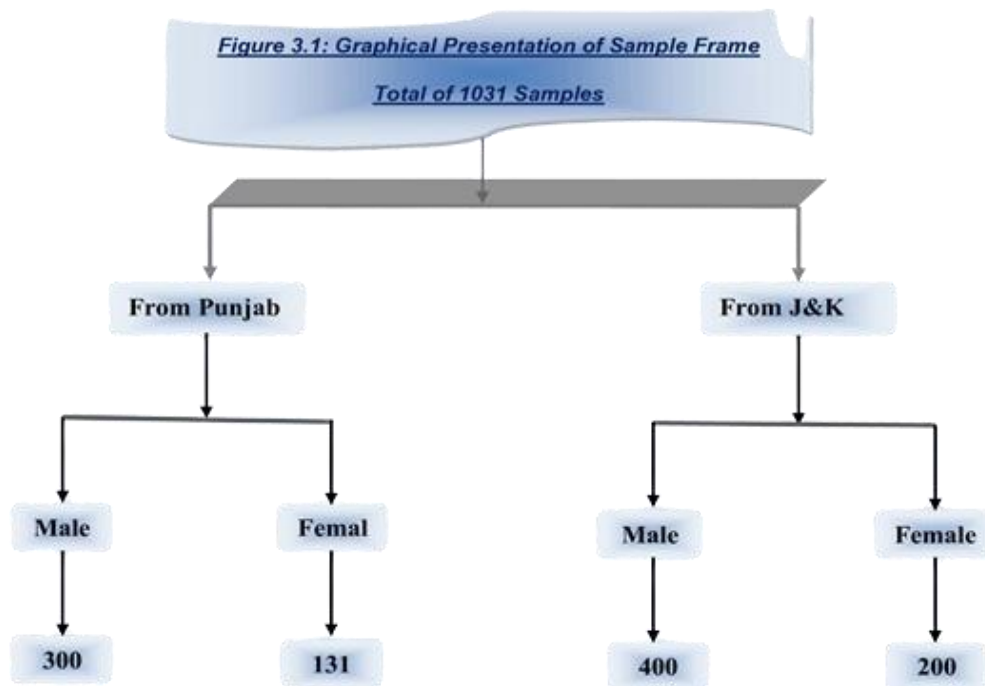 Figure 3.1: Graphical Presentation of Sample Frame
Total of 1031 Samples
From Punjab
From J&K
Male
Femal
Male
Female
300
131
400
200